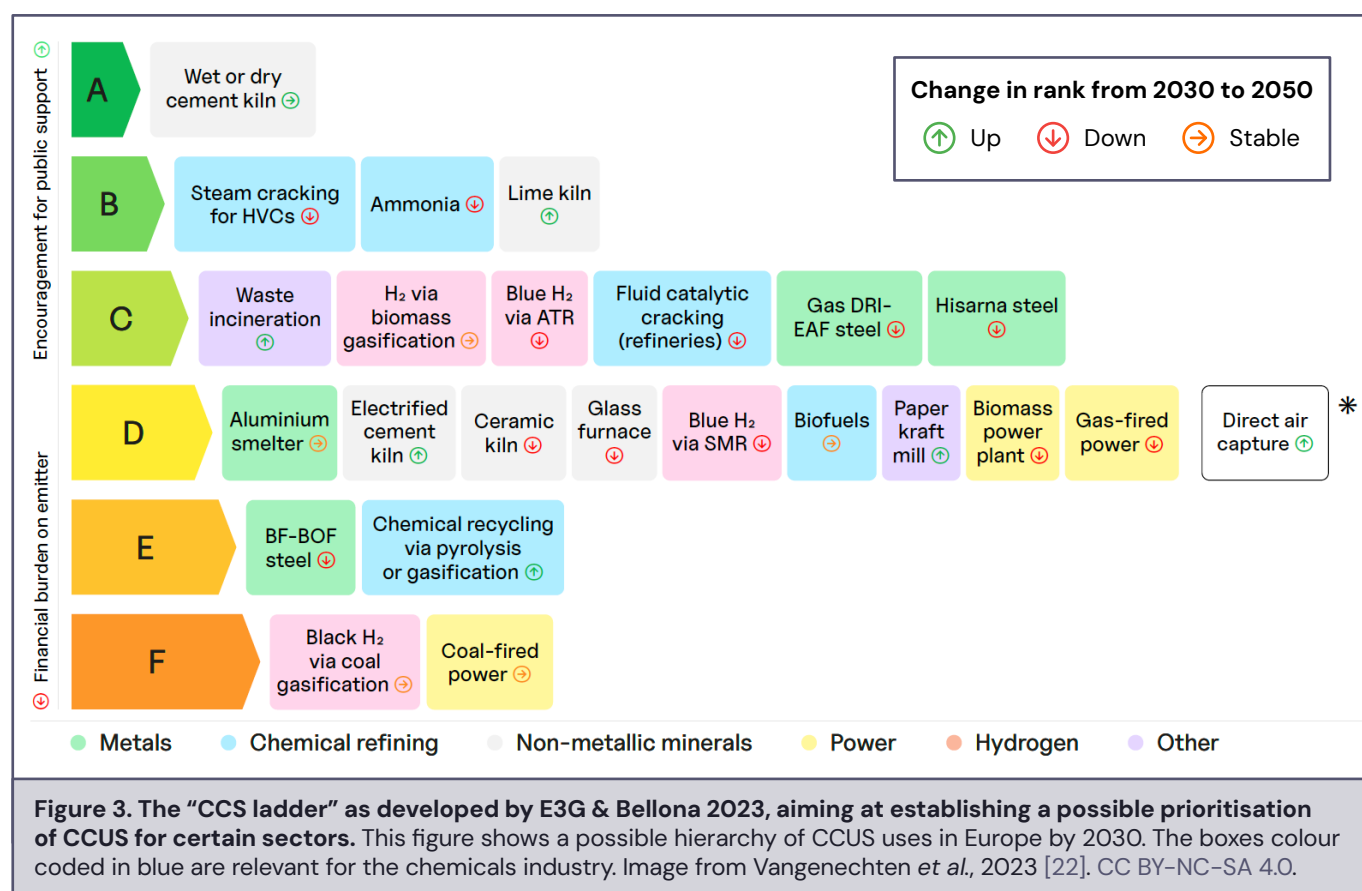 Encouragement for public support
Financial burden on emitter
Change in rank from 2030 to 2050
Up
Down
Stable
A
Wet or dry
cement kiln
B
Steam cracking
for HVCs
Ammonia
Lime kiln
C
Waste
incineration
H₂ via
biomass
gasification
Blue H₂
via ATR
Fluid catalytic
cracking
(refineries)
Gas DRI-
EAF steel
Hisarna steel
D
Aluminium
smelter
Electrified
cement
kiln
Ceramic
kiln
Glass
furnace
Blue H₂
via SMR
Biofuels
Paper
kraft
mill
Biomass
power
plant
Gas-fired
power
Direct air
capture
*
E
BF-BOF
steel
Chemical recycling
via pyrolysis
or gasification
F
Black H₂
via coal
gasification
Coal-fired
power
Metals
Chemical refining
Non-metallic minerals
Power
Hydrogen
Other
Figure 3. The “CCS ladder” as developed by E3G & Bellona 2023, aiming at establishing a possible prioritisation
of CCUS for certain sectors. This figure shows a possible hierarchy of CCUS uses in Europe by 2030. The boxes colour
coded in blue are relevant for the chemicals industry. Image from Vangenechten et al., 2023 [22]. CC BY-NC-SA 4.0.